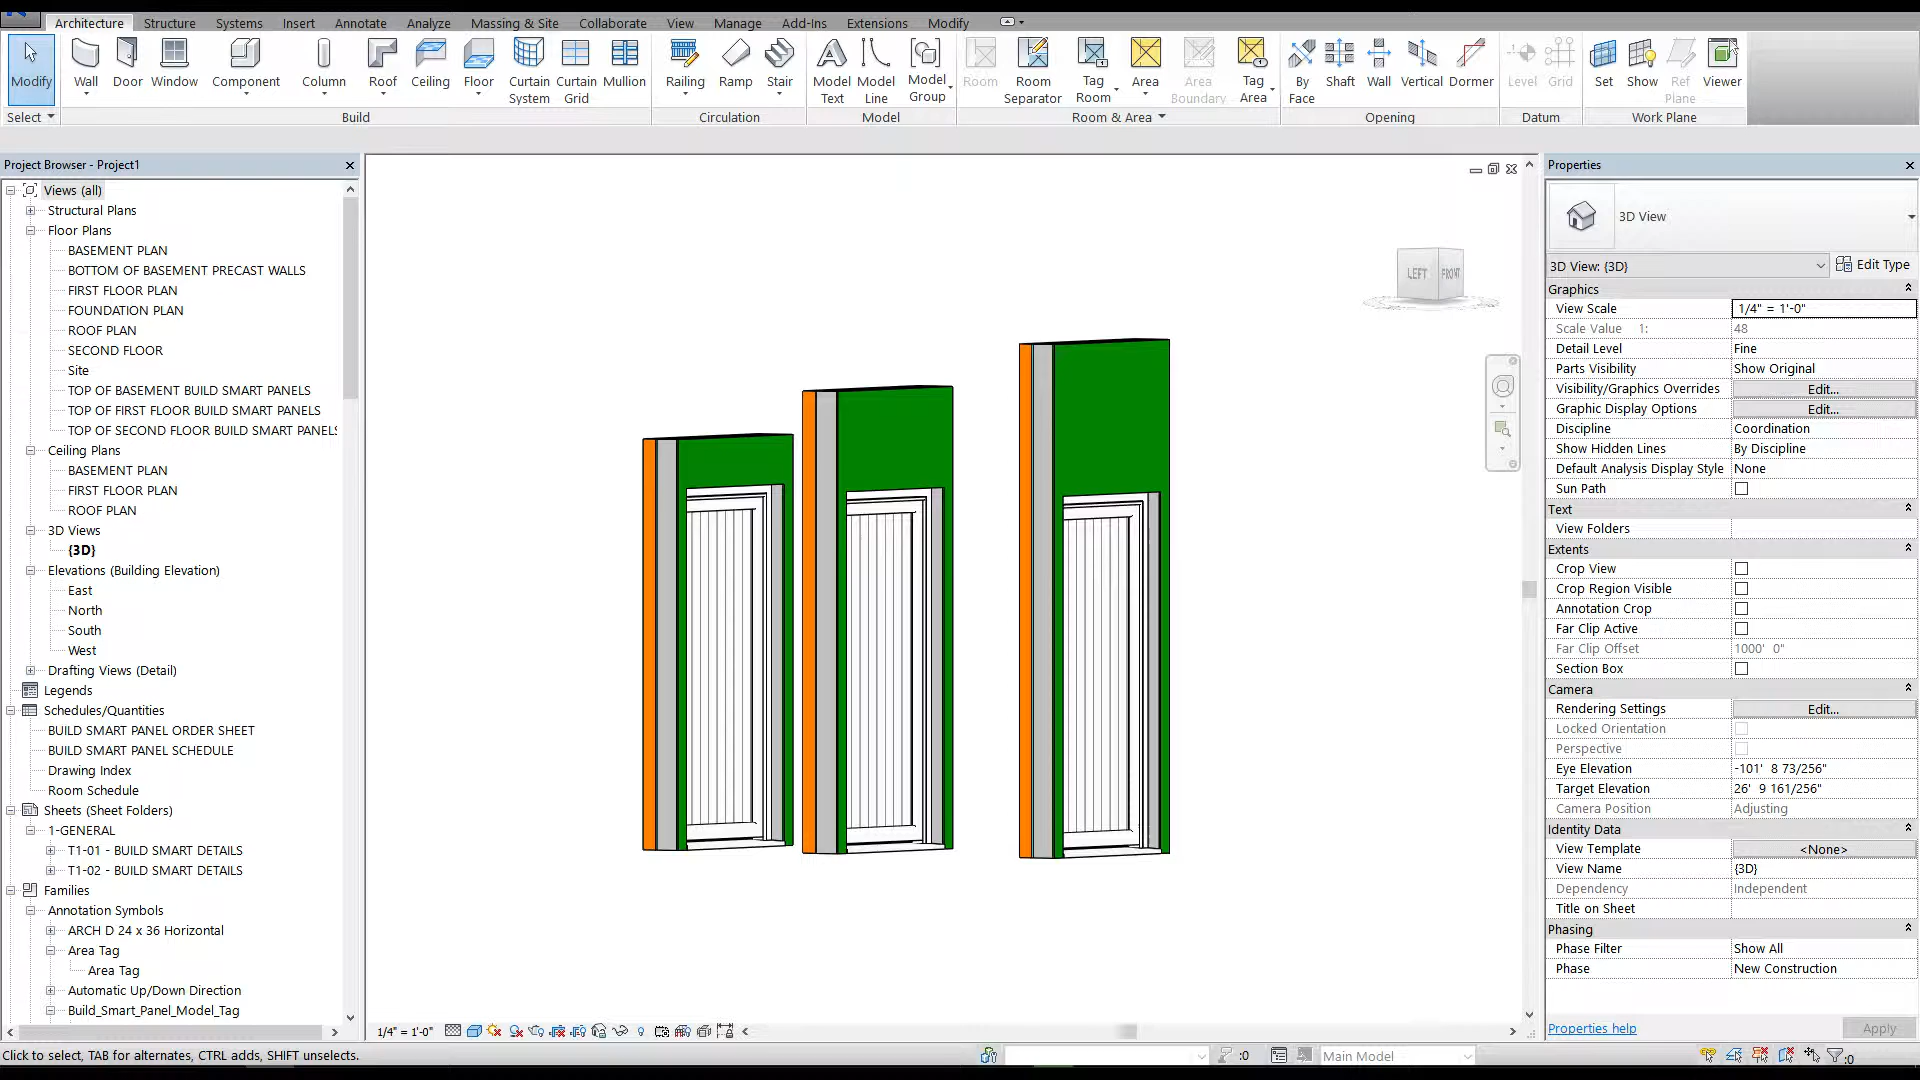 Architecture Structure Systems Insert Annotate Analyze Massing & Site Collaborate View Manage Add-Ins Extensions Modify
Modify Wall Door Window Component Column Roof Ceiling Floor Curtain System Curtain Grid Mullion Railing Ramp Stair Model Text Model Line Model Group Room Room Separator Tag Room Area Area Boundary Tag Area By Face Shaft Wall Vertical Dormer Level Grid Set Show Ref Plane Viewer
Select Build Circulation Model Room & Area Opening Datum Work Plane
Project Browser - Project1
Views (all)
Structural Plans
Floor Plans
BASEMENT PLAN
BOTTOM OF BASEMENT PRECAST WALLS
FIRST FLOOR PLAN
FOUNDATION PLAN
ROOF PLAN
SECOND FLOOR
Site
TOP OF BASEMENT BUILD SMART PANELS
TOP OF FIRST FLOOR BUILD SMART PANELS
TOP OF SECOND FLOOR BUILD SMART PANELS
Ceiling Plans
BASEMENT PLAN
FIRST FLOOR PLAN
ROOF PLAN
3D Views
{3D}
Elevations (Building Elevation)
East
North
South
West
Drafting Views (Detail)
Legends
Schedules/Quantities
BUILD SMART PANEL ORDER SHEET
BUILD SMART PANEL SCHEDULE
Drawing Index
Room Schedule
Sheets (Sheet Folders)
1-GENERAL
T1-01 - BUILD SMART DETAILS
T1-02 - BUILD SMART DETAILS
Families
Annotation Symbols
ARCH D 24 x 36 Horizontal
Area Tag
Area Tag
Automatic Up/Down Direction
Build_Smart_Panel_Model_Tag
LEFT FRONT
1/4" = 1'-0"
Properties
3D View
3D View: {3D} Edit Type
Graphics
View Scale 1/4" = 1'-0"
Scale Value 1: 48
Detail Level Fine
Parts Visibility Show Original
Visibility/Graphics Overrides Edit...
Graphic Display Options Edit...
Discipline Coordination
Show Hidden Lines By Discipline
Default Analysis Display Style None
Sun Path
Text
View Folders
Extents
Crop View
Crop Region Visible
Annotation Crop
Far Clip Active
Far Clip Offset 1000' 0"
Section Box
Camera
Rendering Settings Edit...
Locked Orientation
Perspective
Eye Elevation -101' 8 73/256"
Target Elevation 26' 9 161/256"
Camera Position Adjusting
Identity Data
View Template <None>
View Name {3D}
Dependency Independent
Title on Sheet
Phasing
Phase Filter Show All
Phase New Construction
Properties help Apply
Click to select, TAB for alternates, CTRL adds, SHIFT unselects. :0 Main Model :0